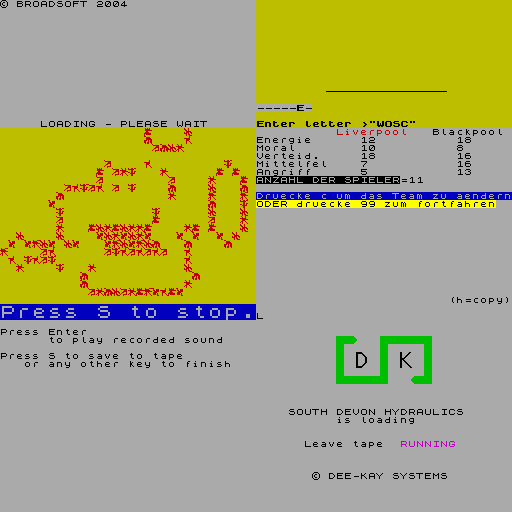 © BROADSOFT 2004
LOADING - PLEASE WAIT
-----E-
Enter letter >"WOSC"
Liverpool Blackpool
Energie 12 18
Moral 10 8
Verteid. 18 16
Mittelfel 7 16
Angriff 5 13
ANZAHL DER SPIELER=11
Druecke c um das Team zu aendern
ODER druecke 99 zum fortfahren
(h=copy)
L
Press S to stop.
Press Enter
to play recorded sound
Press S to save to tape
or any other key to finish
D K
SOUTH DEVON HYDRAULICS
is loading
Leave tape RUNNING
© DEE-KAY SYSTEMS